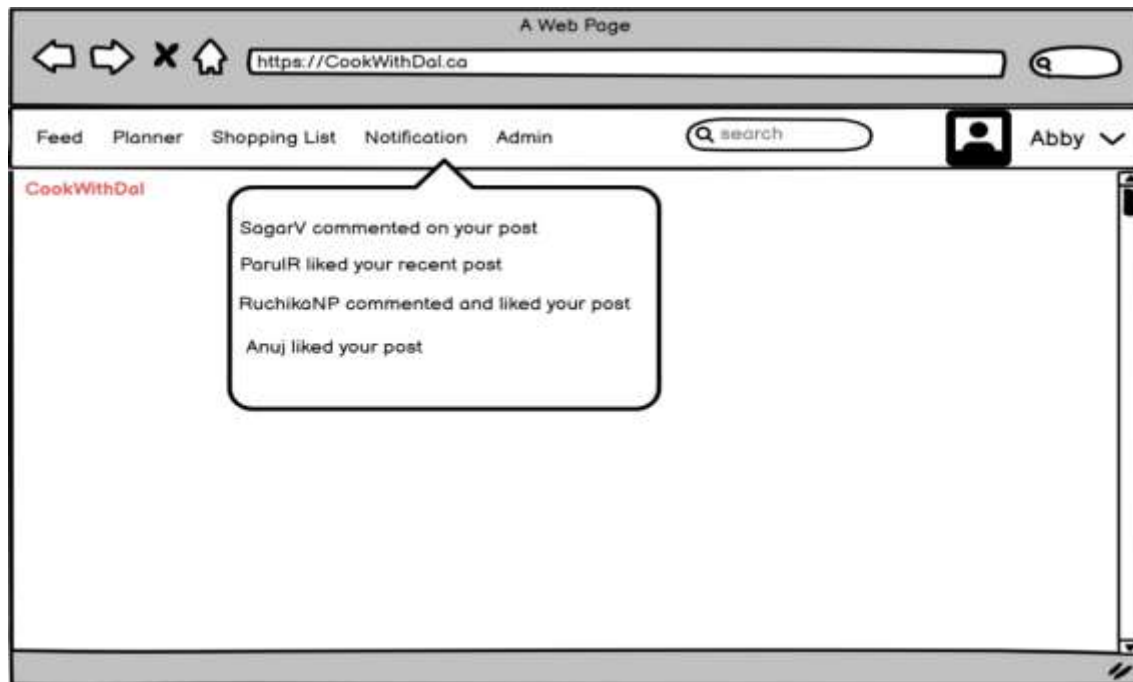 A Web Page
https://CookWithDal.ca
Feed Planner Shopping List Notification Admin search Abby
CookWithDal
SagarV commented on your post
ParulR liked your recent post
RuchikaNP commented and liked your post
Anuj liked your post